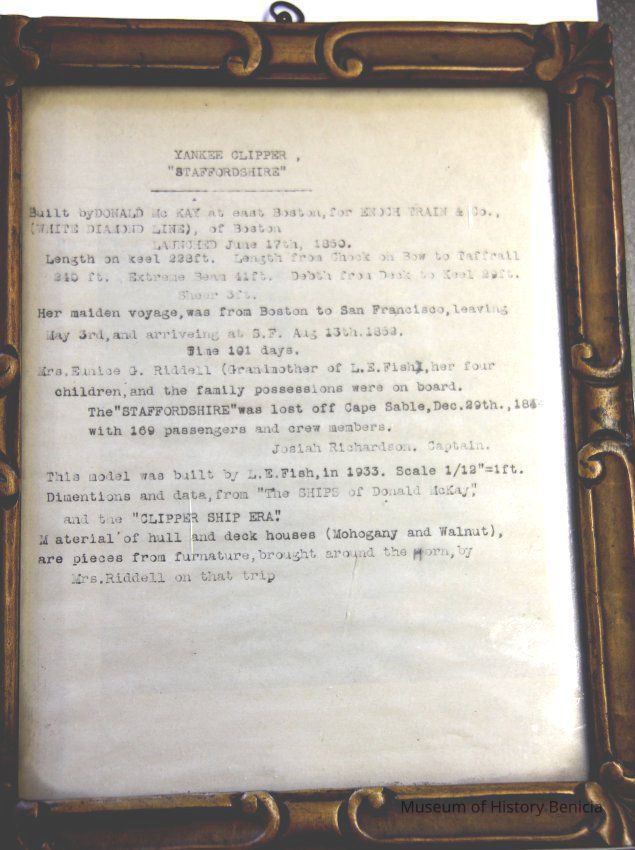 YANKEE CLIPPER ,
"STAFFORDSHIRE"
Built byDONALD Mc KAY at east Boston,for ENOCH TRAIN & Co.,
(WHITE DIAMOND LINE), of Boston
LAUNCHED June 17th, 1850.
Length on keel 228ft. Length from Chock on Bow to Taffrail
240 ft. Extreme Beam 41ft. Debth from Deck to Keel 29ft.
Sheer 3ft.
Her maiden voyage,was from Boston to San Francisco,leaving
May 3rd,and arriveing at S.F. Aug 13th.1852.
Time 101 days.
Mrs.Eunice G. Riddell (Grandmother of L.E.Fish),her four
children,and the family possessions were on board.
The"STAFFORDSHIRE"was lost off Cape Sable,Dec.29th.,
with 169 passengers and crew members.
Josiah Richardson. Captain.
This model was built by L.E.Fish,in 1933. Scale 1/12"=1ft.
Dimentions and data,from "The SHIPS of Donald McKay",
and the "CLIPPER SHIP ERA".
Material of hull and deck houses (Mohogany and Walnut),
are pieces from furnature,brought around the Horn,by
Mrs.Riddell on that trip
Museum of History Benicia